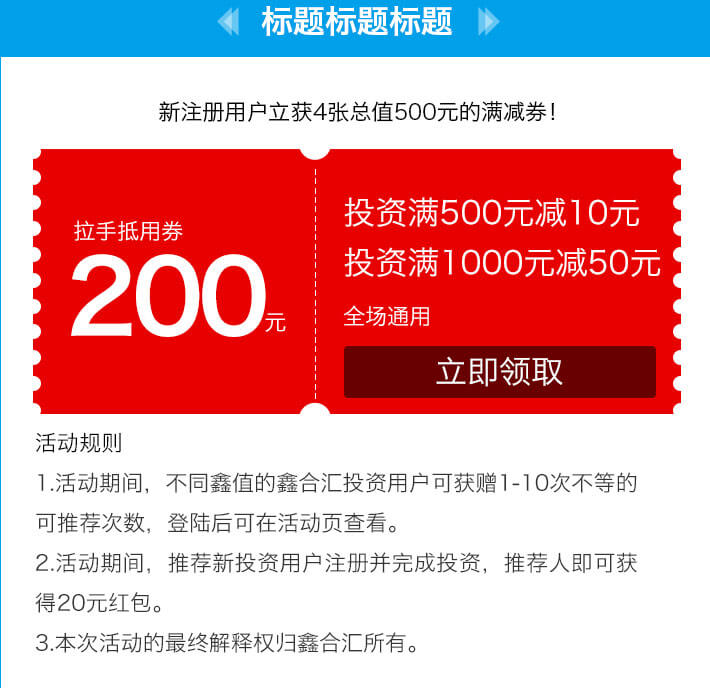 标题标题标题
新注册用户立获4张总值500元的满减券！
拉手抵用券
200元
投资满500元减10元
投资满1000元减50元
全场通用
立即领取
活动规则
1.活动期间，不同鑫值的鑫合汇投资用户可获赠1-10次不等的
可推荐次数，登陆后可在活动页查看。
2.活动期间，推荐新投资用户注册并完成投资，推荐人即可获
得20元红包。
3.本次活动的最终解释权归鑫合汇所有。